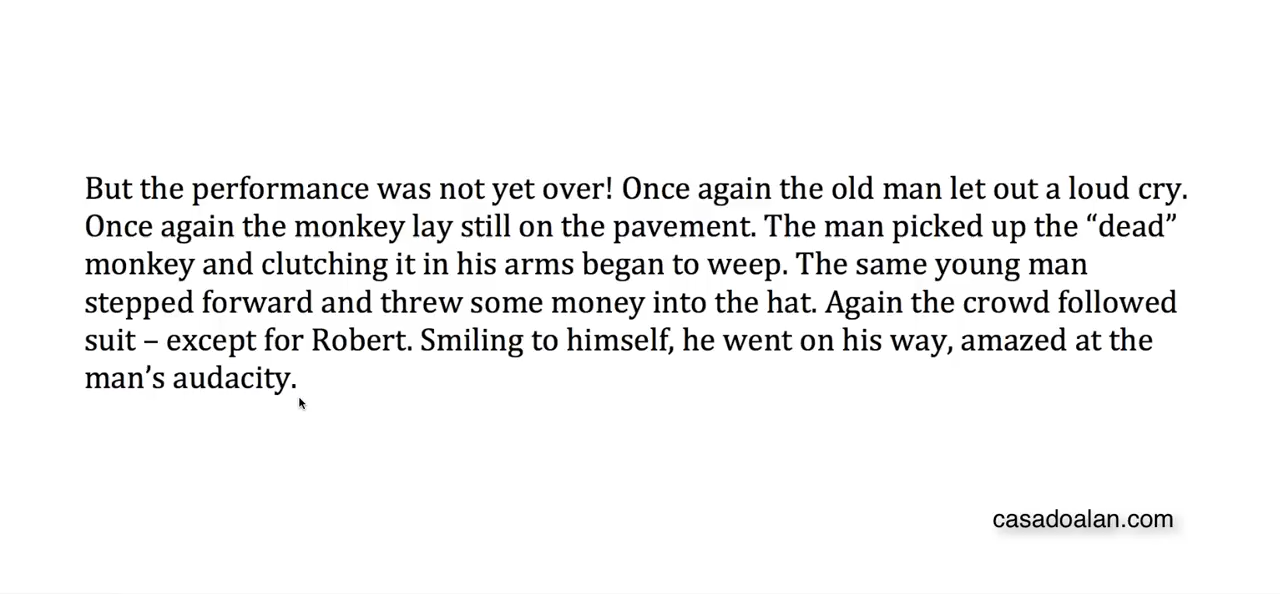 But the performance was not yet over! Once again the old man let out a loud cry.
Once again the monkey lay still on the pavement. The man picked up the “dead”
monkey and clutching it in his arms began to weep. The same young man
stepped forward and threw some money into the hat. Again the crowd followed
suit – except for Robert. Smiling to himself, he went on his way, amazed at the
man’s audacity.
casadoalan.com